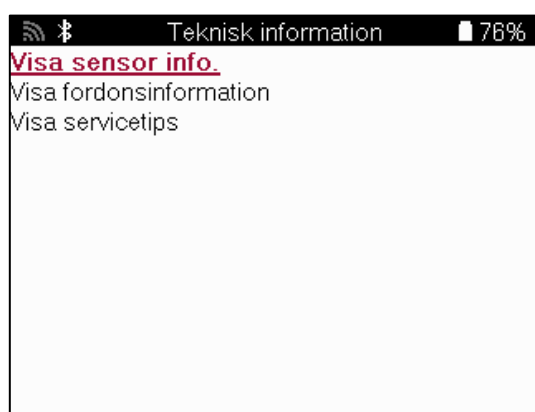 Teknisk information 76%
Visa sensor info.
Visa fordonsinformation
Visa servicetips